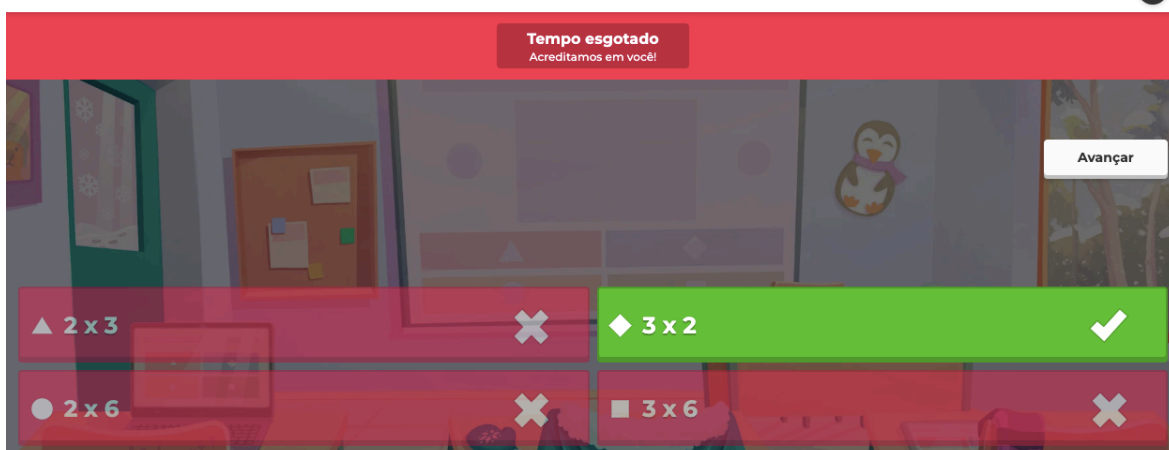 Tempo esgotado
Acreditamos em você!
Avançar
2 x 3
3 x 2
2 x 6
3 x 6